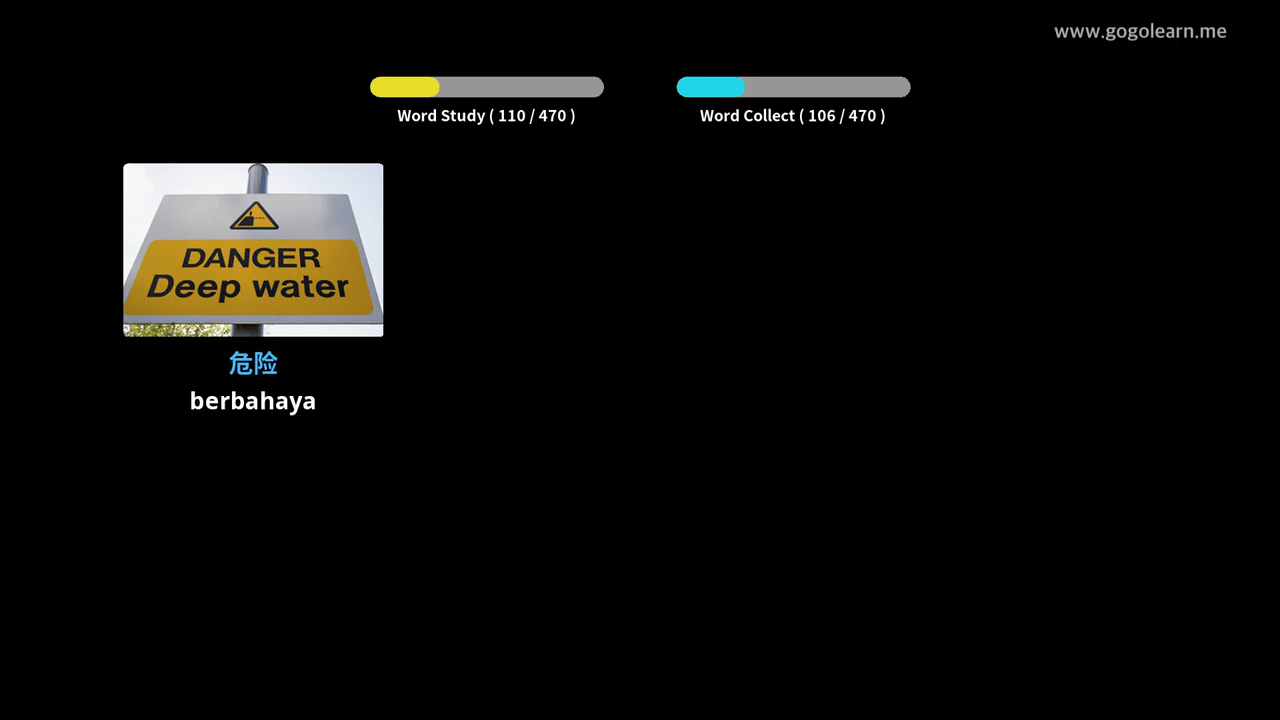 www.gogolearn.me
Word Study ( 110 / 470 )
Word Collect ( 106 / 470 )
DANGER
Deep water
危险
berbahaya